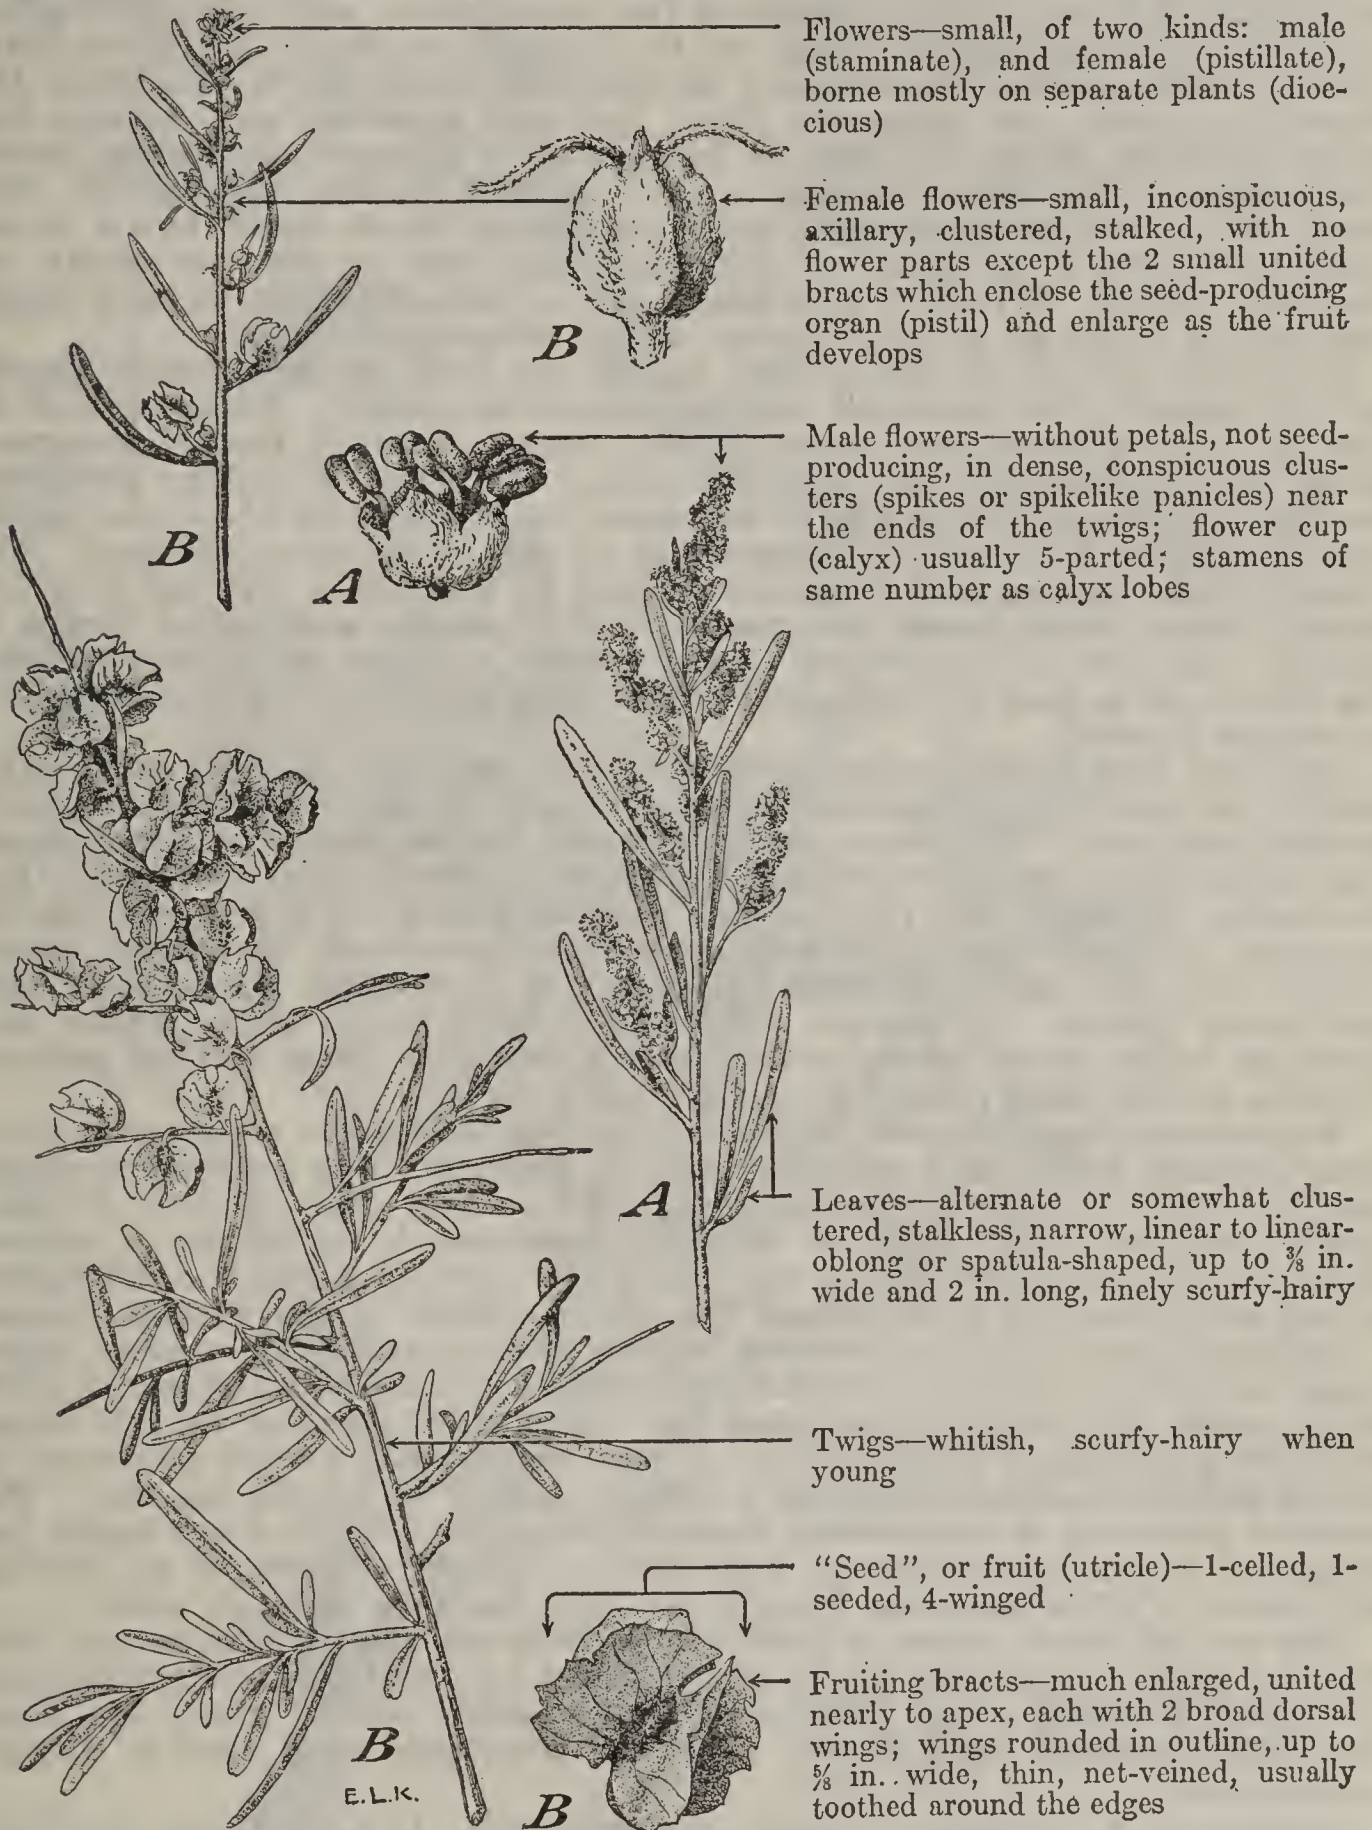 Flowers—small, of two kinds: male
(staminate), and female (pistillate),
borne mostly on separate plants (dioe-
cious)
Female flowers—small, inconspicuous,
axillary, clustered, stalked, with no
flower parts except the 2 small united
bracts which enclose the seed-producing
organ (pistil) and enlarge as the fruit
develops
B
B
Male flowers—without petals, not seed-
producing, in dense, conspicuous clus-
ters (spikes or spikelike panicles) near
the ends of the twigs; flower cup
(calyx) usually 5-parted; stamens of
same number as calyx lobes
A
A
Leaves—alternate or somewhat clus-
tered, stalkless, narrow, linear to linear-
oblong or spatula-shaped, up to ⅜ in.
wide and 2 in. long, finely scurfy-hairy
Twigs—whitish, scurfy-hairy when
young
"Seed", or fruit (utricle)—1-celled, 1-
seeded, 4-winged
Fruiting bracts—much enlarged, united
nearly to apex, each with 2 broad dorsal
wings; wings rounded in outline, up to
⅝ in. wide, thin, net-veined, usually
toothed around the edges
B
E.L.K.
B